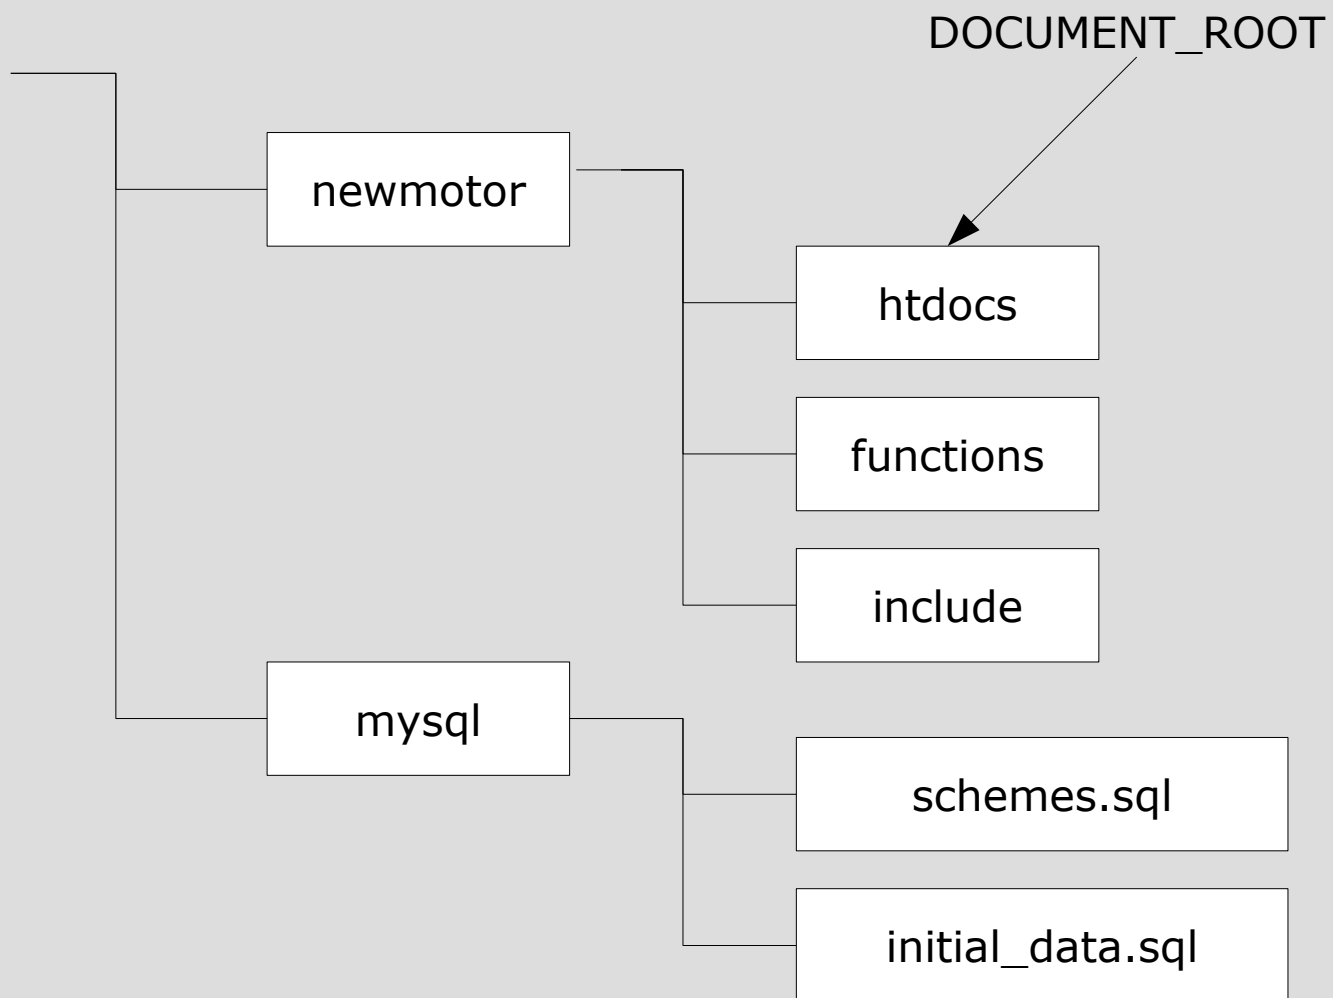 DOCUMENT_ROOT
newmotor
htdocs
functions
include
mysql
schemes.sql
initial_data.sql